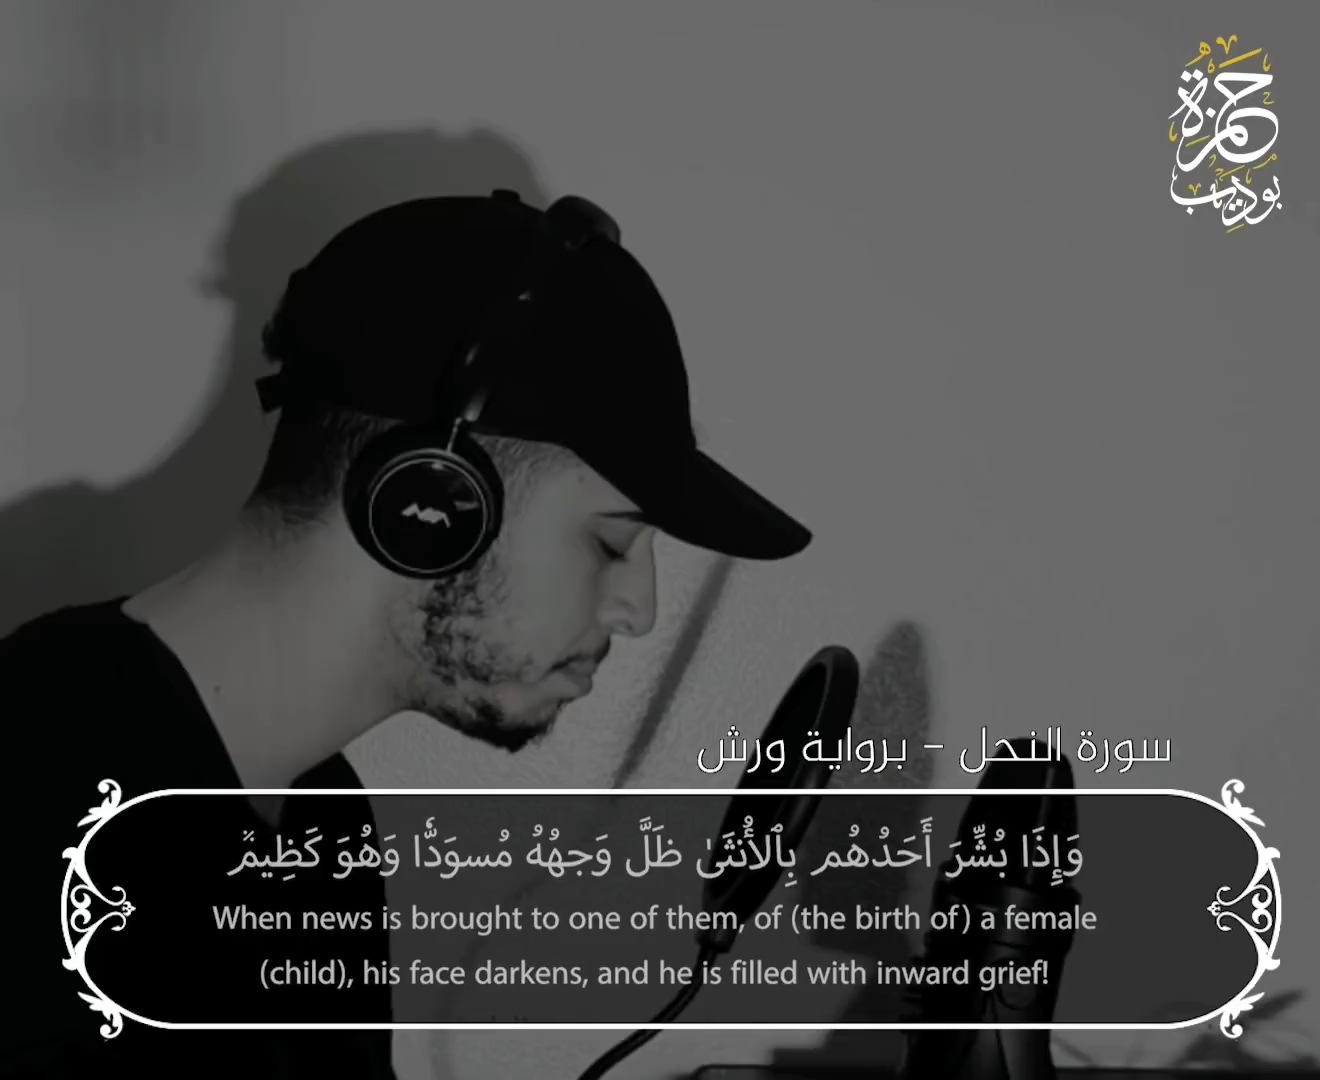 حمزة
بوديب
سورة النحل - برواية ورش
وَإِذَا بُشِّرَ أَحَدُهُم بِٱلأُنثَىٰ ظَلَّ وَجهُهُ مُسوَدّٗا وَهُوَ كَظِيمٞ
When news is brought to one of them, of (the birth of) a female
(child), his face darkens, and he is filled with inward grief!